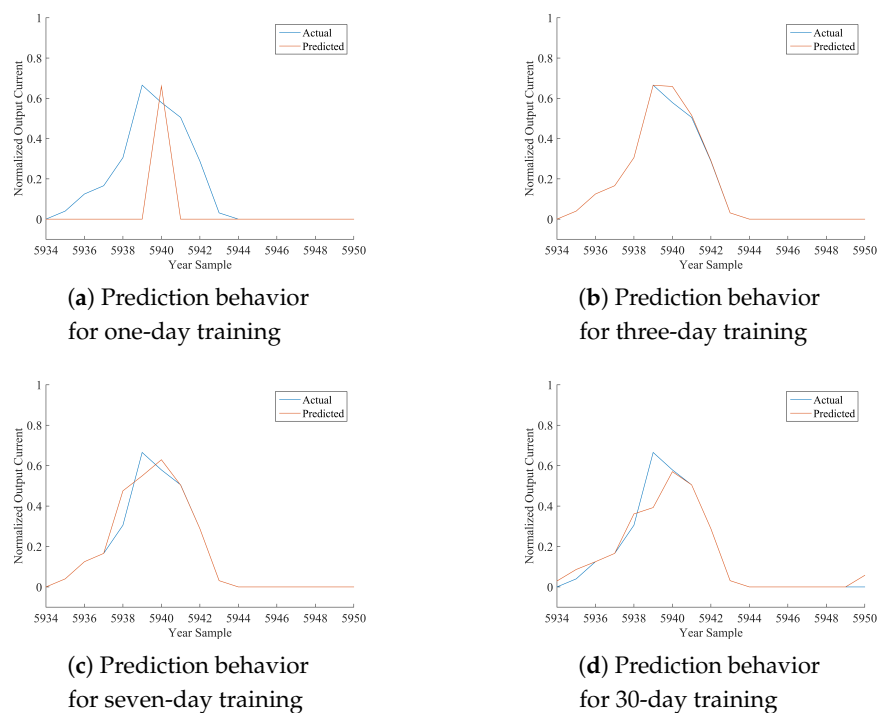 1
0.8
0.6
0.4
0.2
0
Normalized Output Current
Actual
Predicted
5934 5936 5938 5940 5942 5944 5946 5948 5950
Year Sample
(a) Prediction behavior
for one-day training
1
0.8
0.6
0.4
0.2
0
Normalized Output Current
Actual
Predicted
5934 5936 5938 5940 5942 5944 5946 5948 5950
Year Sample
(b) Prediction behavior
for three-day training
1
0.8
0.6
0.4
0.2
0
Normalized Output Current
Actual
Predicted
5934 5936 5938 5940 5942 5944 5946 5948 5950
Year Sample
(c) Prediction behavior
for seven-day training
1
0.8
0.6
0.4
0.2
0
Normalized Output Current
Actual
Predicted
5934 5936 5938 5940 5942 5944 5946 5948 5950
Year Sample
(d) Prediction behavior
for 30-day training